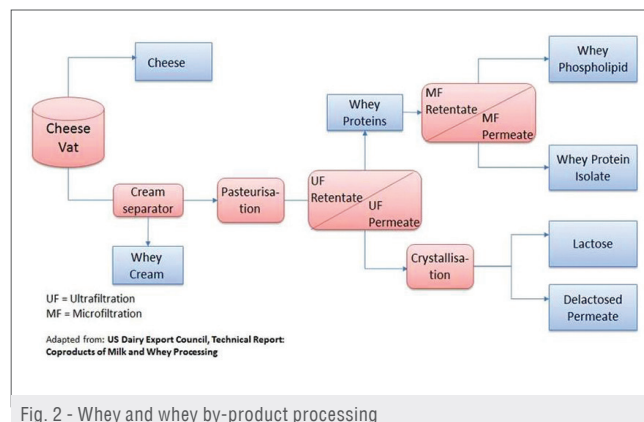 Cheese
Cheese
Vat
Cream
separator
Whey
Cream
Pasteurisa-
tion
UF
Retentate
UF
Permeate
Whey
Proteins
MF
Retentate
MF
Permeate
Whey
Phospholipid
Whey Protein
Isolate
Crystallisa-
tion
Lactose
Delactosed
Permeate
UF = Ultrafiltration
MF = Microfiltration
Adapted from: US Dairy Export Council, Technical Report:
Coproducts of Milk and Whey Processing
Fig. 2 - Whey and whey by-product processing